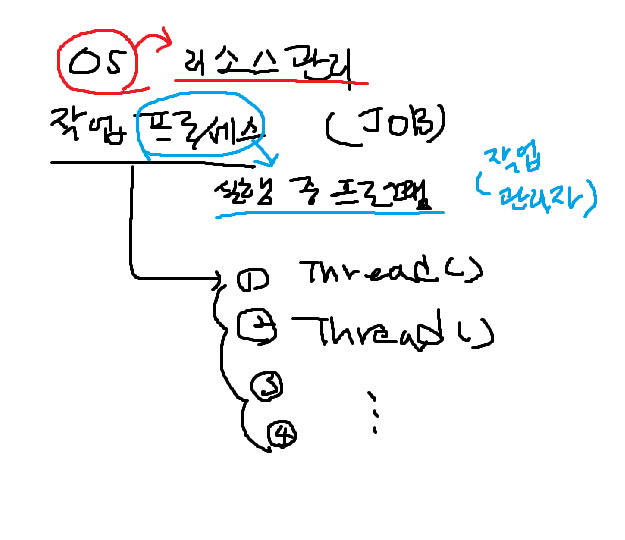 OS 리소스 관리
작업 프로세스 (JOB)
실행 중 프로그램 (작업 관리자)
① Thread()
② Thread()
③ ⋮
④